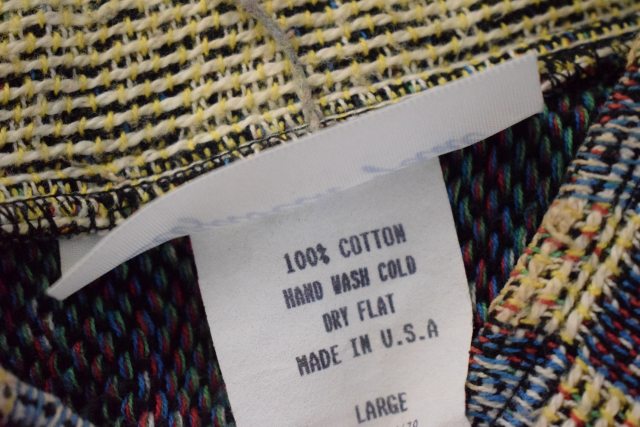 100% COTTON
HAND WASH COLD
DRY FLAT
MADE IN U.S.A
LARGE